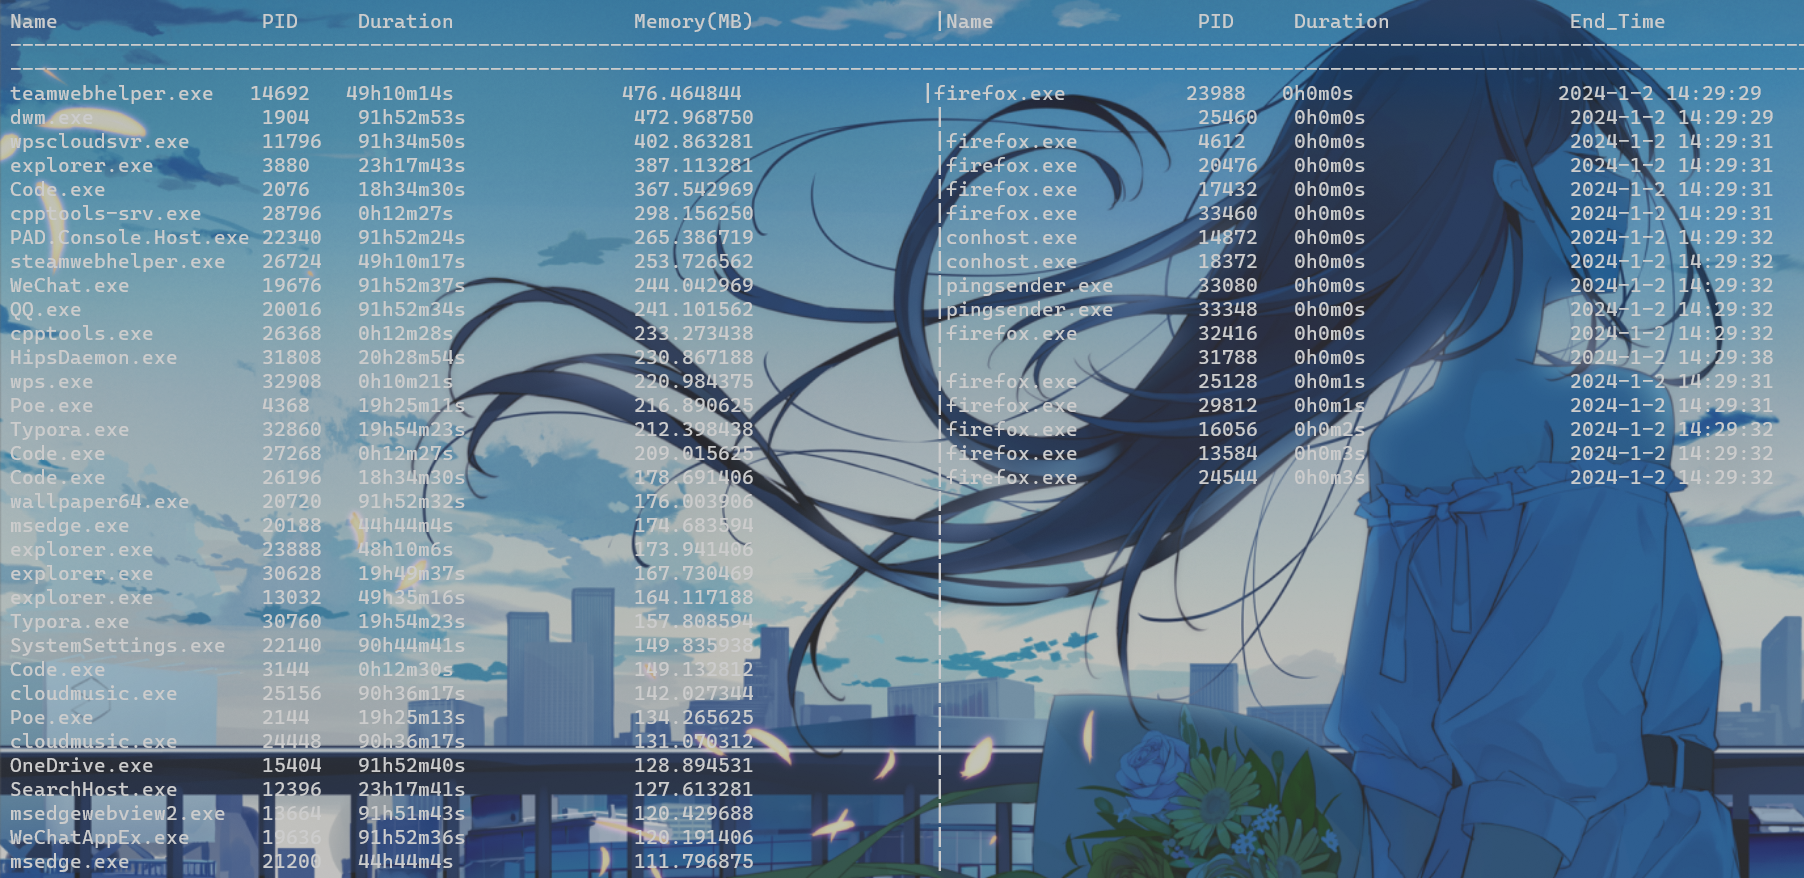 Name PID Duration Memory(MB) |Name PID Duration End_Time
------------------------------------------------------------------------------------------------------------------------------------------------------
------------------------------------------------------------------------------------------------------------------------------------------------------
teamwebhelper.exe 14692 49h10m14s 476.464844 |firefox.exe 23988 0h0m0s 2024-1-2 14:29:29
dwm.exe 1904 91h52m53s 472.968750 | 25460 0h0m0s 2024-1-2 14:29:29
wpscloudsvr.exe 11796 91h34m50s 402.863281 |firefox.exe 4612 0h0m0s 2024-1-2 14:29:31
explorer.exe 3880 23h17m43s 387.113281 |firefox.exe 20476 0h0m0s 2024-1-2 14:29:31
Code.exe 2076 18h34m30s 367.542969 |firefox.exe 17432 0h0m0s 2024-1-2 14:29:31
cpptools-srv.exe 28796 0h12m27s 298.156250 |firefox.exe 33460 0h0m0s 2024-1-2 14:29:31
PAD.Console.Host.exe 22340 91h52m24s 265.386719 |conhost.exe 14872 0h0m0s 2024-1-2 14:29:32
steamwebhelper.exe 26724 49h10m17s 253.726562 |conhost.exe 18372 0h0m0s 2024-1-2 14:29:32
WeChat.exe 19676 91h52m37s 244.042969 |pingsender.exe 33080 0h0m0s 2024-1-2 14:29:32
QQ.exe 20016 91h52m34s 241.101562 |pingsender.exe 33348 0h0m0s 2024-1-2 14:29:32
cpptools.exe 26368 0h12m28s 233.273438 |firefox.exe 32416 0h0m0s 2024-1-2 14:29:32
HipsDaemon.exe 31808 20h28m54s 230.867188 | 31788 0h0m0s 2024-1-2 14:29:38
wps.exe 32908 0h10m21s 220.984375 |firefox.exe 25128 0h0m1s 2024-1-2 14:29:31
Poe.exe 4368 19h25m11s 216.890625 |firefox.exe 29812 0h0m1s 2024-1-2 14:29:31
Typora.exe 32860 19h54m23s 212.398438 |firefox.exe 16056 0h0m2s 2024-1-2 14:29:32
Code.exe 27268 0h12m27s 209.015625 |firefox.exe 13584 0h0m3s 2024-1-2 14:29:32
Code.exe 26196 18h34m30s 178.691406 |firefox.exe 24544 0h0m3s 2024-1-2 14:29:32
wallpaper64.exe 20720 91h52m32s 176.003906 |
msedge.exe 20188 44h44m4s 174.683594 |
explorer.exe 23888 48h10m6s 173.941406 |
explorer.exe 30628 19h49m37s 167.730469 |
explorer.exe 13032 49h35m16s 164.117188 |
Typora.exe 30760 19h54m23s 157.808594 |
SystemSettings.exe 22140 90h44m41s 149.835938 |
Code.exe 3144 0h12m30s 149.132812 |
cloudmusic.exe 25156 90h36m17s 142.027344 |
Poe.exe 2144 19h25m13s 134.265625 |
cloudmusic.exe 24448 90h36m17s 131.070312 |
OneDrive.exe 15404 91h52m40s 128.894531 |
SearchHost.exe 12396 23h17m41s 127.613281 |
msedgewebview2.exe 13664 91h51m43s 120.429688 |
WeChatAppEx.exe 19636 91h52m36s 120.191406 |
msedge.exe 21200 44h44m4s 111.796875 |